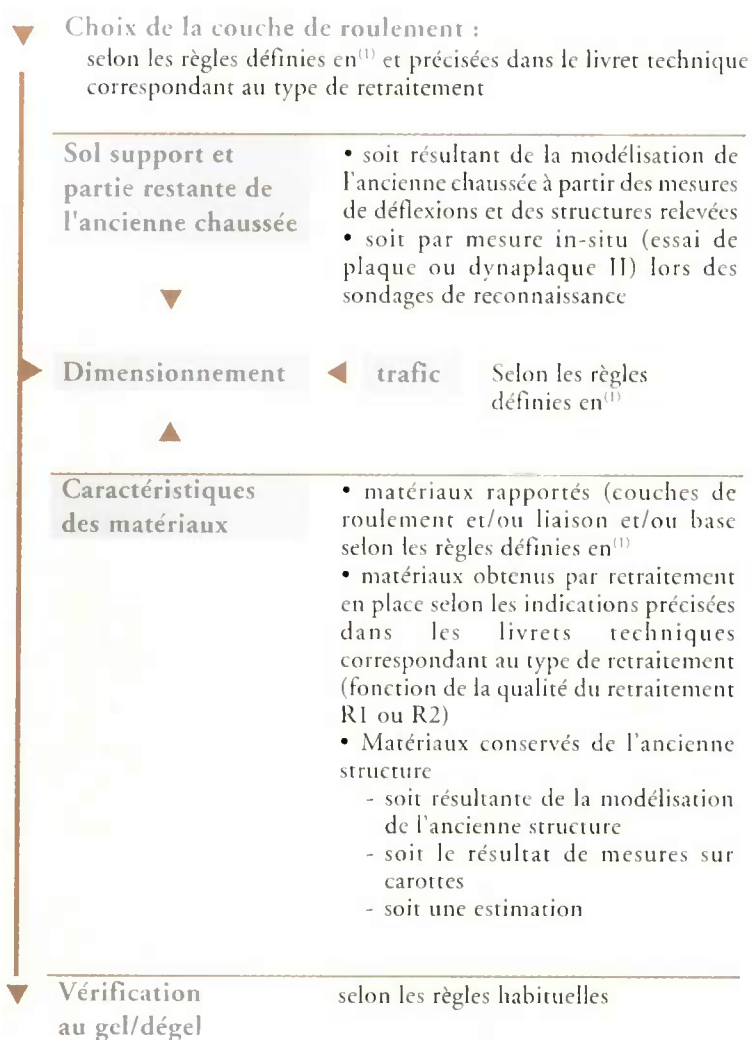 Choix de la couche de roulement :
selon les règles définies en(1) et précisées dans le livret technique
correspondant au type de retraitement
Sol support et
partie restante de
l'ancienne chaussée
• soit résultant de la modélisation de
l'ancienne chaussée à partir des mesures
de déflexions et des structures relevées
• soit par mesure in-situ (essai de
plaque ou dynaplaque II) lors des
sondages de reconnaissance
Dimensionnement
trafic
Selon les règles
définies en(1)
Caractéristiques
des matériaux
• matériaux rapportés (couches de
roulement et/ou liaison et/ou base
selon les règles définies en(1)
• matériaux obtenus par retraitement
en place selon les indications précisées
dans les livrets techniques
correspondant au type de retraitement
(fonction de la qualité du retraitement
R1 ou R2)
• Matériaux conservés de l'ancienne
structure
- soit résultante de la modélisation
de l'ancienne structure
- soit le résultat de mesures sur
carottes
- soit une estimation
Vérification
au gel/dégel
selon les règles habituelles